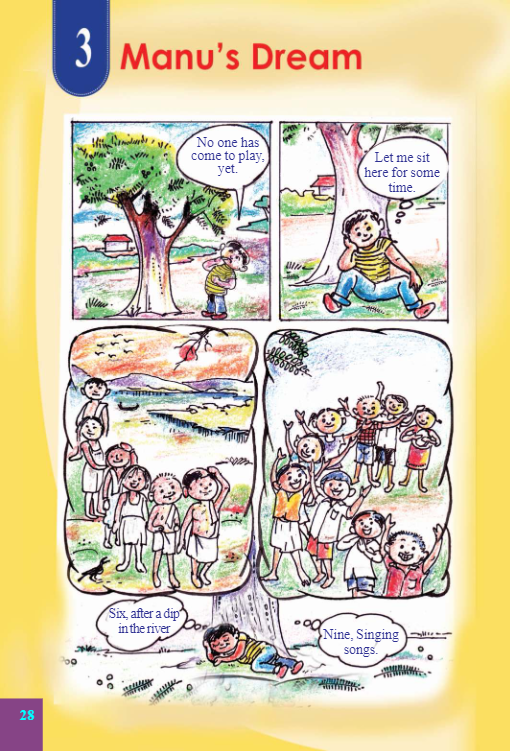 3
Manu's Dream
No one has
come to play,
yet.
Let me sit
here for some
time.
Six, after a dip
in the river
Nine, Singing
songs.
28